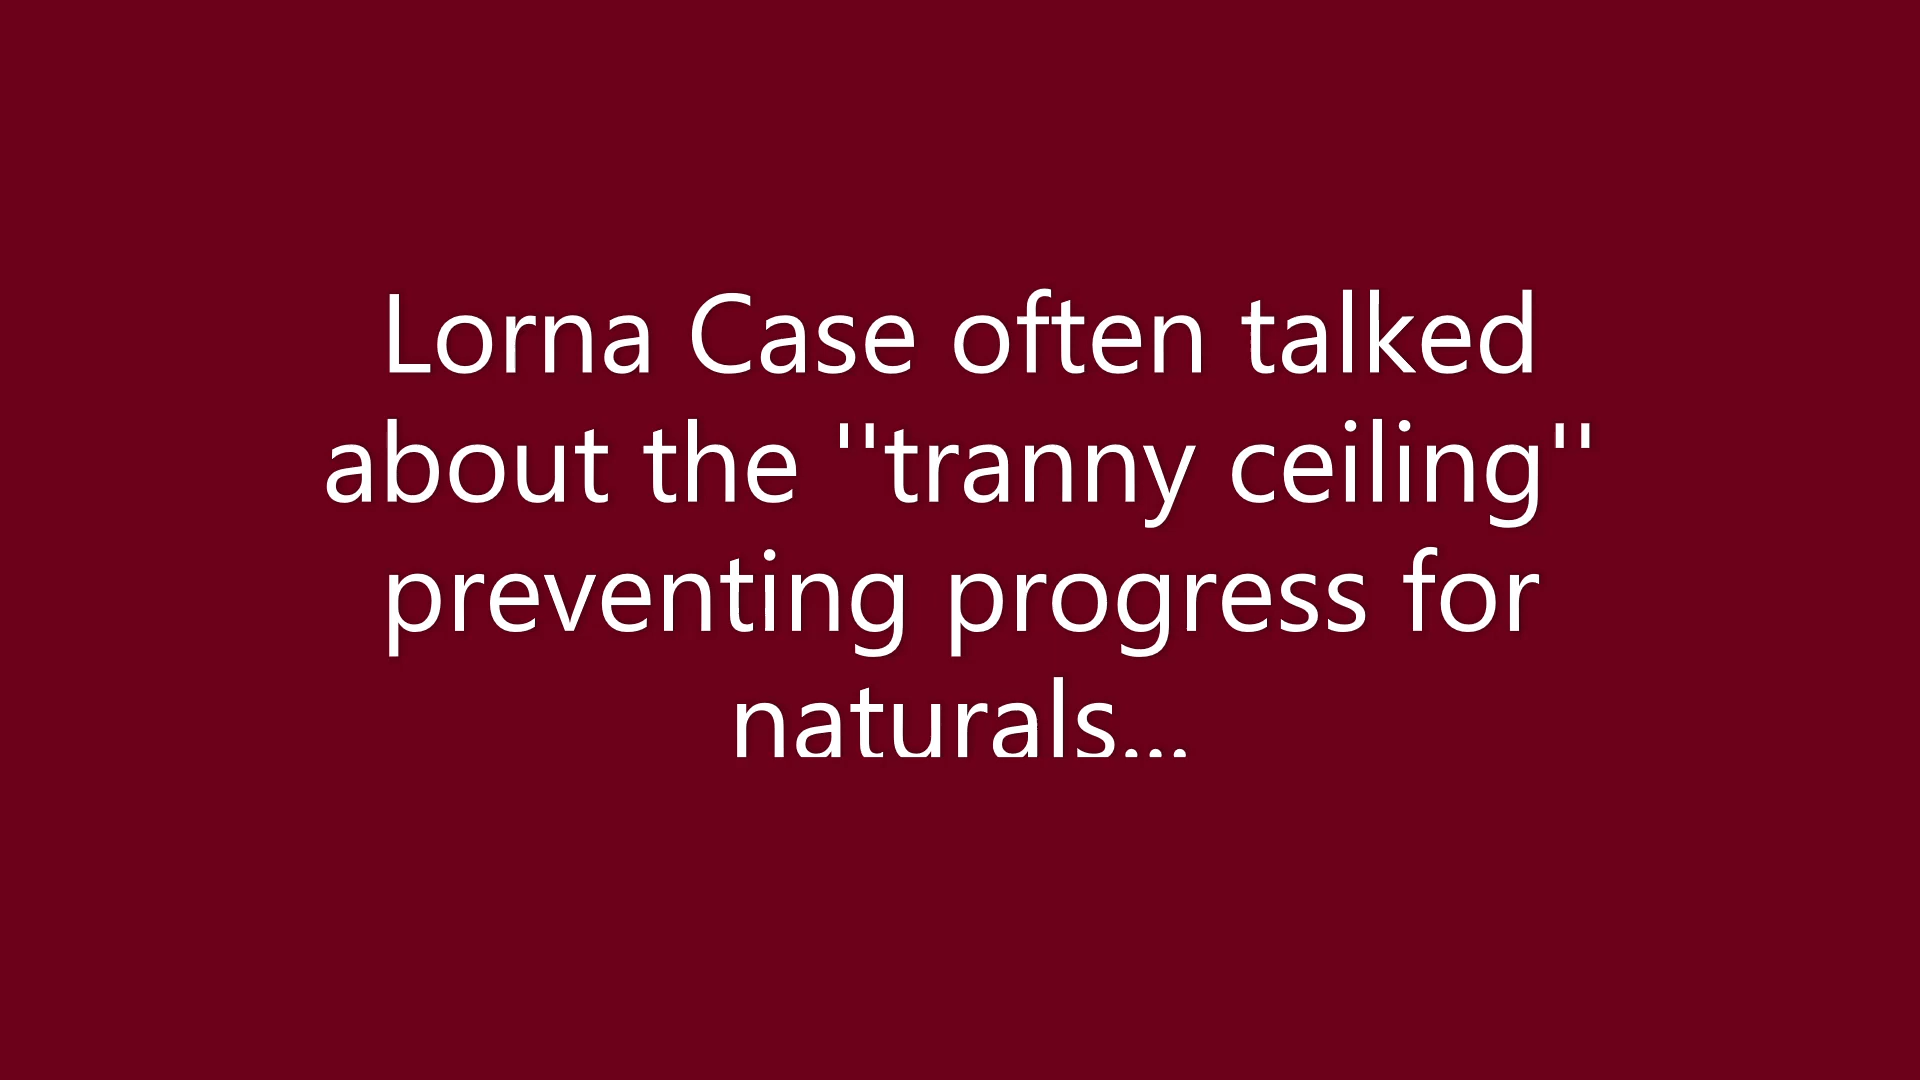 Lorna Case often talked
about the "tranny ceiling"
preventing progress for
naturals...